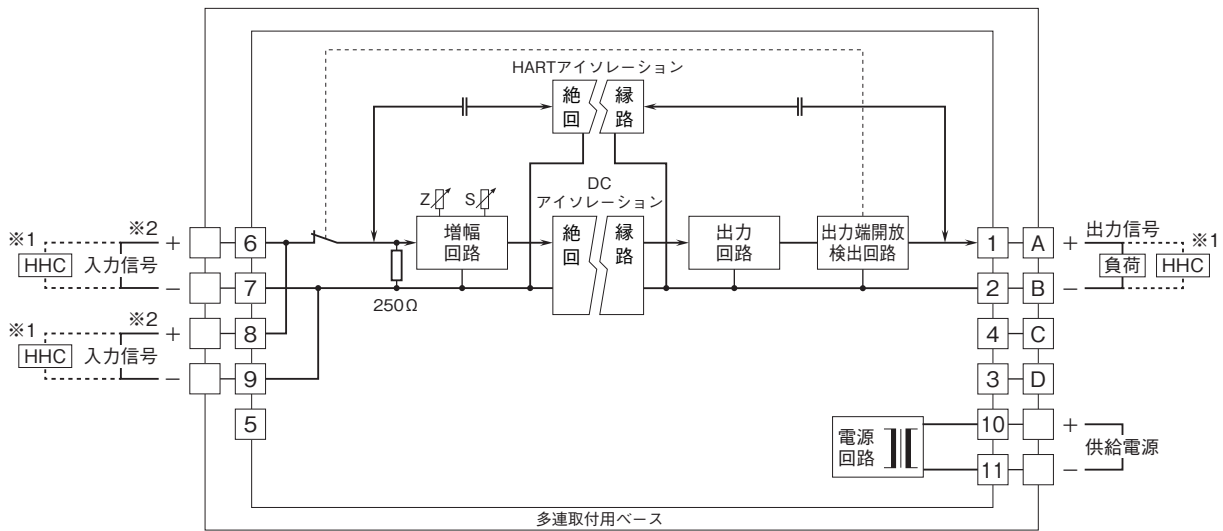 HARTアイソレーション
絶 縁
回 路
DC
アイソレーション
Z S
増幅
回路
絶 縁
回 路
出力
回路
出力端開放
検出回路
250Ω
※1 ※2 + 6
HHC 入力信号
− 7
※1 ※2 + 8
HHC 入力信号
− 9
5
1 A + 出力信号 ※1
負荷 HHC
2 B −
4 C
3 D
電源
回路
10 +
供給電源
11 −
多連取付用ベース